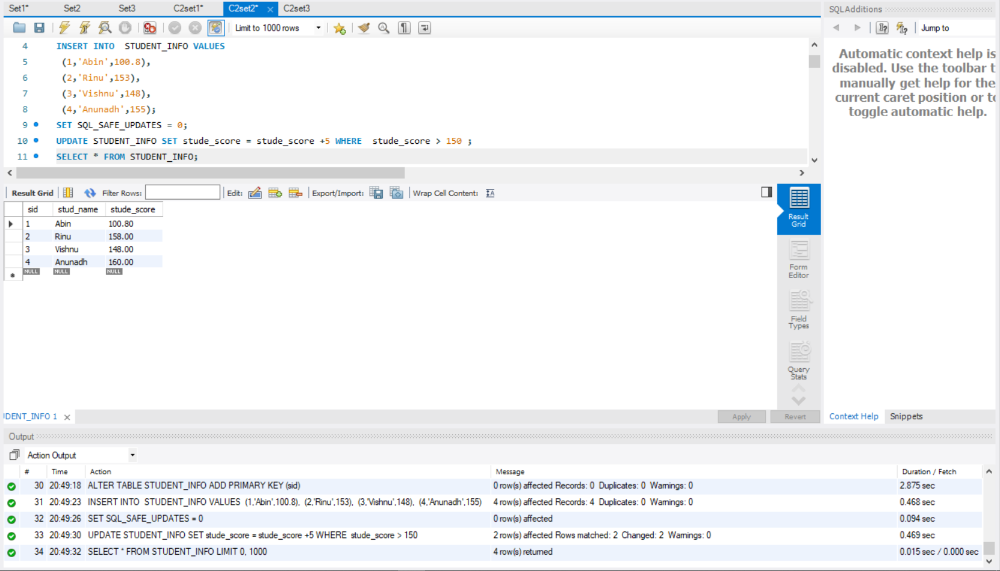 Set1* Set2 Set3 C2set1* C2set2* C2set3
Limit to 1000 rows
4 INSERT INTO  STUDENT_INFO VALUES
5 (1,'Abin',100.8),
6 (2,'Rinu',153),
7 (3,'Vishnu',148),
8 (4,'Anunadh',155);
9 SET SQL_SAFE_UPDATES = 0;
10 UPDATE STUDENT_INFO SET stude_score = stude_score +5 WHERE  stude_score > 150 ;
11 SELECT * FROM STUDENT_INFO;
Result Grid Filter Rows: Edit: Export/Import: Wrap Cell Content: IA
sid stud_name stude_score
1 Abin 100.80
2 Rinu 158.00
3 Vishnu 148.00
4 Anunadh 160.00
NULL NULL NULL
Result
Grid
Form
Editor
Field
Types
Query
Stats
JDENT_INFO 1
Apply Revert
SQLAdditions
Jump to
Automatic context help is
disabled. Use the toolbar t
manually get help for the
current caret position or to
toggle automatic help.
Context Help Snippets
Output
Action Output
# Time Action Message Duration / Fetch
30 20:49:18 ALTER TABLE STUDENT_INFO ADD PRIMARY KEY (sid) 0 row(s) affected Records: 0  Duplicates: 0  Warnings: 0 2.875 sec
31 20:49:23 INSERT INTO  STUDENT_INFO VALUES  (1,'Abin',100.8),  (2,'Rinu',153),  (3,'Vishnu',148),  (4,'Anunadh',155) 4 row(s) affected Records: 4  Duplicates: 0  Warnings: 0 0.468 sec
32 20:49:26 SET SQL_SAFE_UPDATES = 0 0 row(s) affected 0.094 sec
33 20:49:30 UPDATE STUDENT_INFO SET stude_score = stude_score +5 WHERE  stude_score > 150 2 row(s) affected Rows matched: 2  Changed: 2  Warnings: 0 0.469 sec
34 20:49:32 SELECT * FROM STUDENT_INFO LIMIT 0, 1000 4 row(s) returned 0.015 sec / 0.000 sec